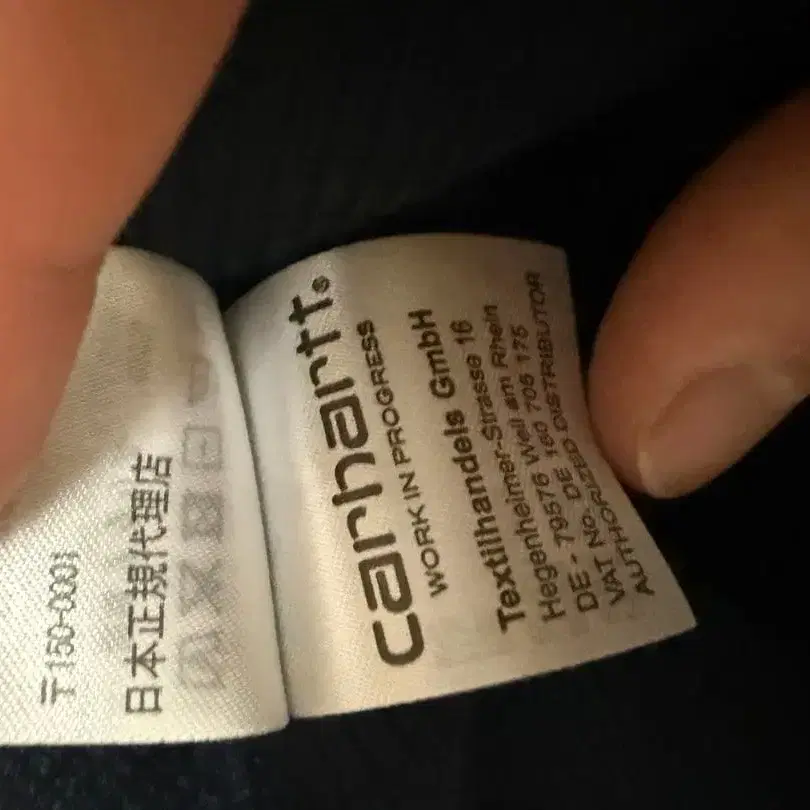 carhartt®
WORK IN PROGRESS
Textilhandels GmbH
Hegenheimer-Strasse 16
DE - 79576 Weil am Rhein
VAT No. DE 160 706 175
AUTHORIZED DISTRIBUTOR
〒150-0001
日本正規代理店